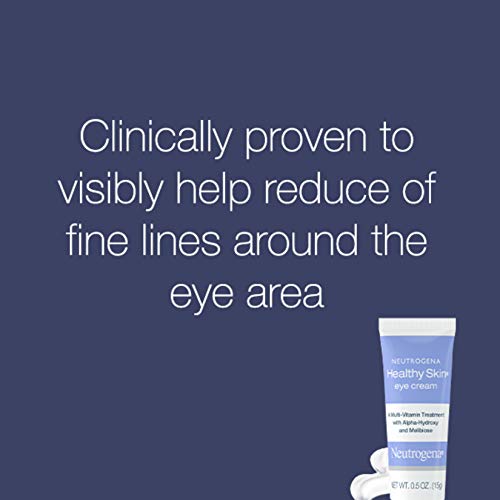 Clinically proven to
visibly help reduce of
fine lines around the
eye area
NEUTROGENA
Healthy Skin®
eye cream
Multi-Vitamin Treatment
with Alpha-Hydroxy
and Melibiose
Neutrogena®
NET WT. 0.5 OZ. (15g)